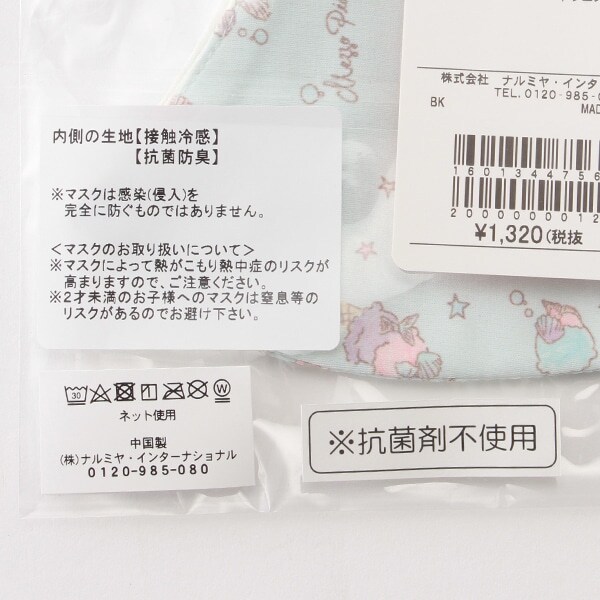 Mezzo Pi
株式会社 ナルミヤ・インタ
TEL.0120-985-0
BK
MAD
1601344756
20000000012
¥1,320(税抜
内側の生地【接触冷感】
【抗菌防臭】
※マスクは感染(侵入)を
完全に防ぐものではありません。
＜マスクのお取り扱いについて＞
※マスクによって熱がこもり熱中症のリスクが
高まりますので、ご注意ください。
※2才未満のお子様へのマスクは窒息等の
リスクがあるのでお避け下さい。
30
W
ネット使用
中国製
(株)ナルミヤ・インターナショナル
0120-985-080
※抗菌剤不使用